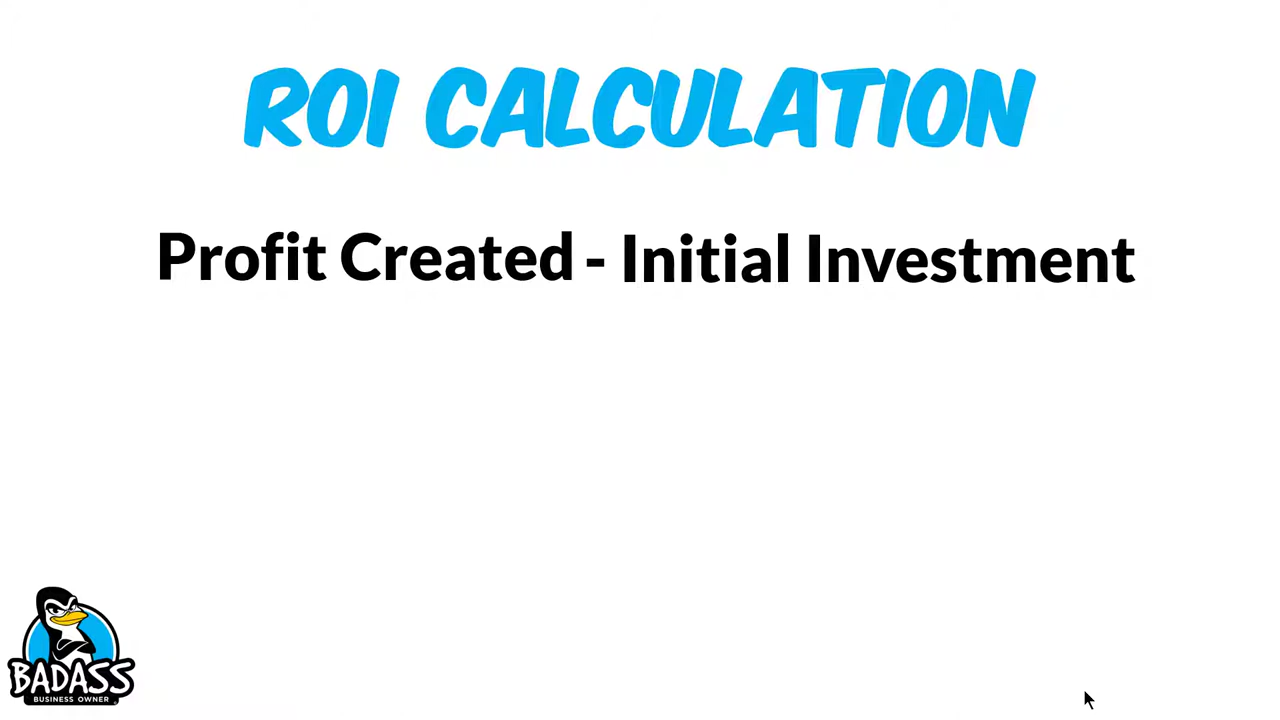 ROI CALCULATION
Profit Created - Initial Investment
BADASS
BUSINESS OWNER